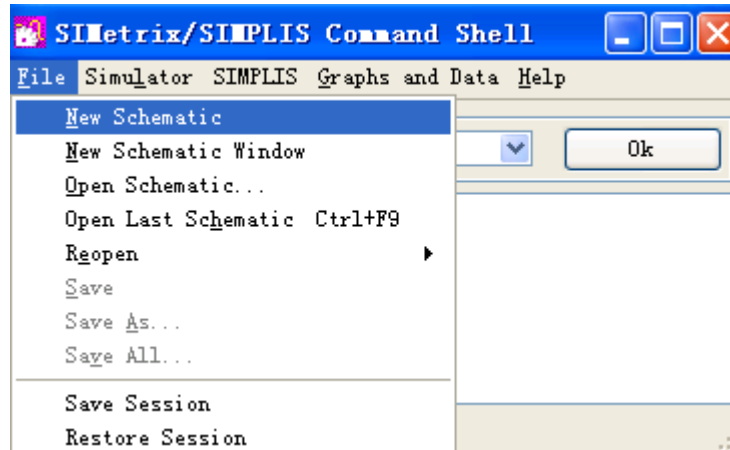 SIMetrix/SIMPLIS Command Shell
File Simulator SIMPLIS Graphs and Data Help
New Schematic
New Schematic Window
Ok
Open Schematic...
Open Last Schematic Ctrl+F9
Reopen
Save
Save As...
Save All...
Save Session
Restore Session